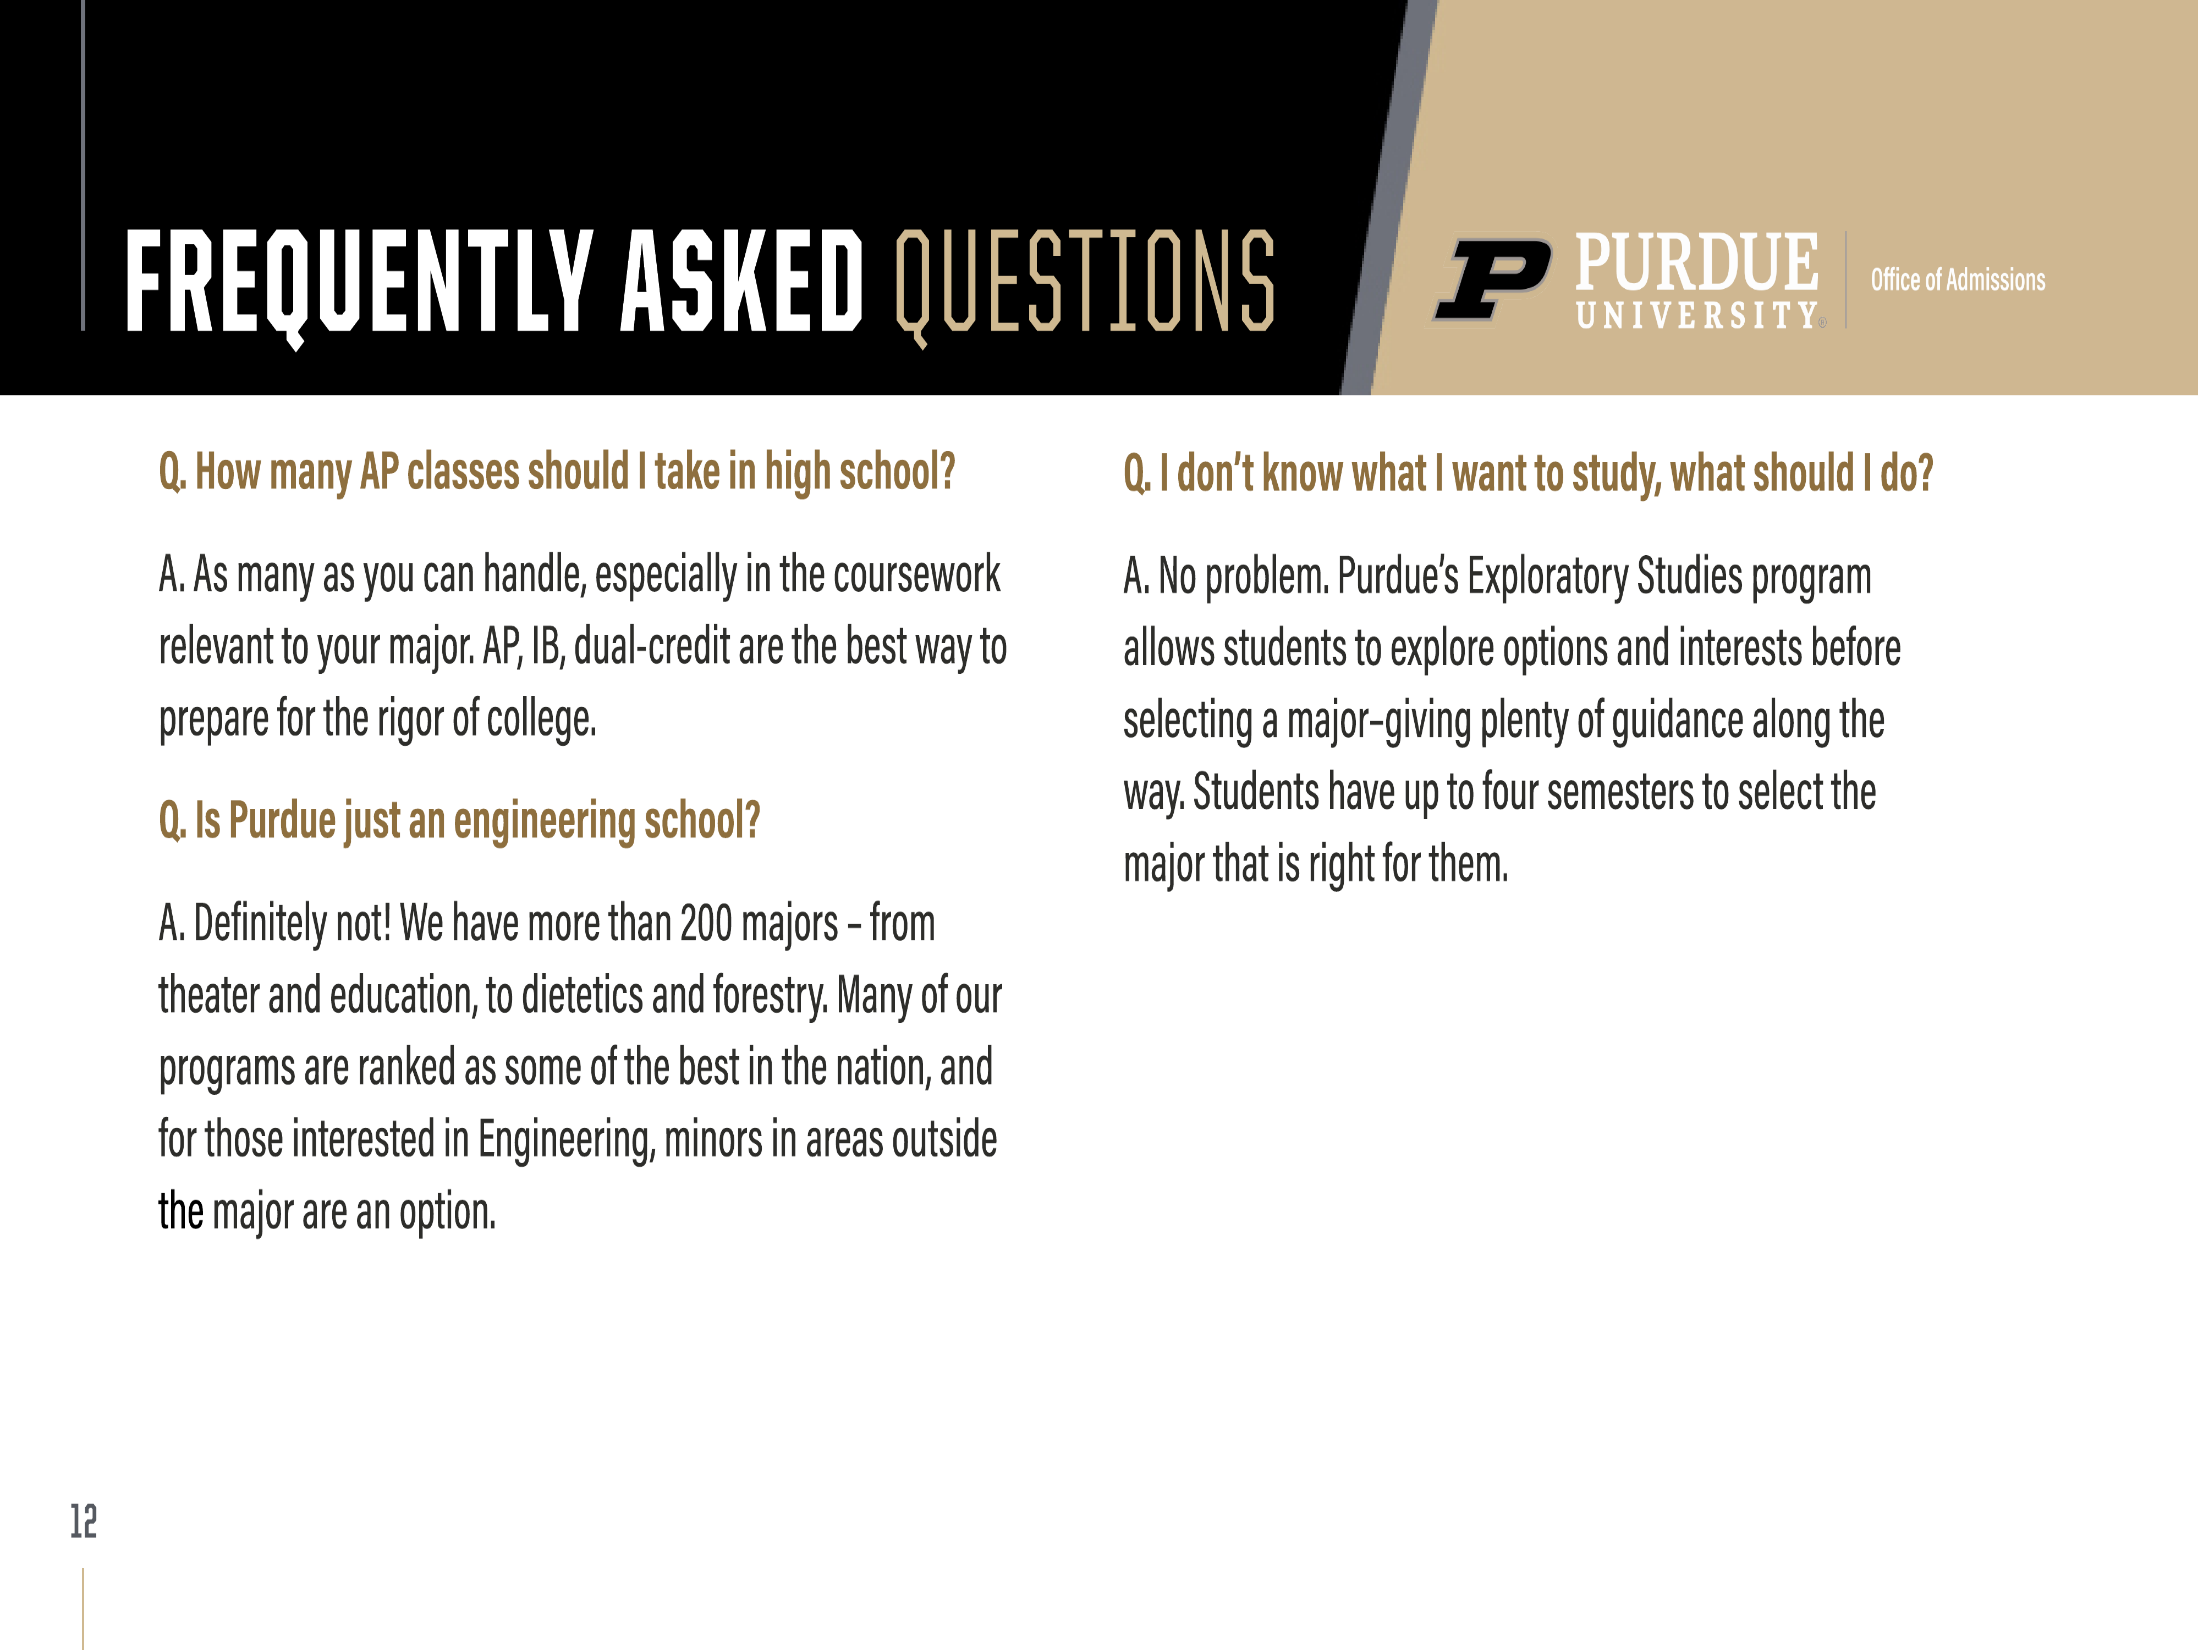 FREQUENTLY ASKED QUESTIONS
P PURDUE
UNIVERSITY®
Office of Admissions
Q. How many AP classes should I take in high school?
A. As many as you can handle, especially in the coursework
relevant to your major. AP, IB, dual-credit are the best way to
prepare for the rigor of college.
Q. Is Purdue just an engineering school?
A. Definitely not! We have more than 200 majors – from
theater and education, to dietetics and forestry. Many of our
programs are ranked as some of the best in the nation, and
for those interested in Engineering, minors in areas outside
the major are an option.
Q. I don’t know what I want to study, what should I do?
A. No problem. Purdue’s Exploratory Studies program
allows students to explore options and interests before
selecting a major–giving plenty of guidance along the
way. Students have up to four semesters to select the
major that is right for them.
12